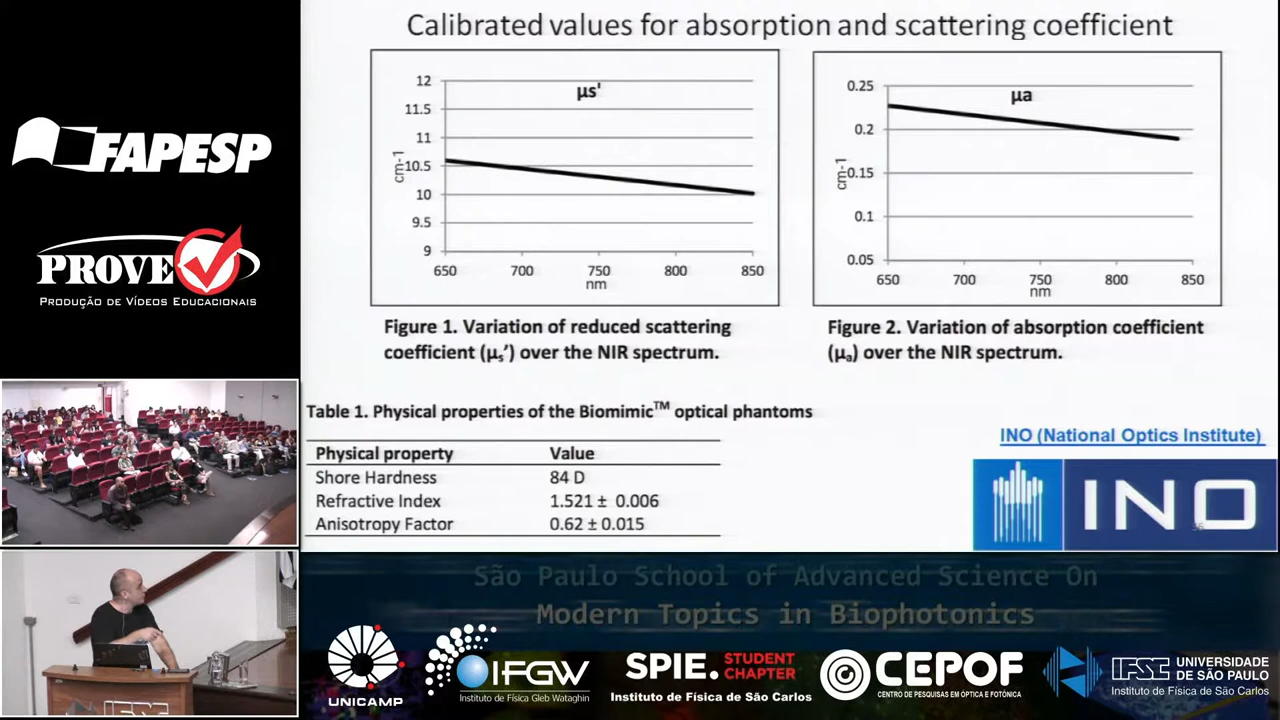 FAPESP
PROVE
PRODUÇÃO DE VÍDEOS EDUCACIONAIS
Calibrated values for absorption and scattering coefficient
μs'
12
11.5
11
10.5
10
9.5
9
cm-1
650 700 750 800 850
nm
Figure 1. Variation of reduced scattering
coefficient (μs’) over the NIR spectrum.
μa
0.25
0.2
0.15
0.1
0.05
cm-1
650 700 750 800 850
nm
Figure 2. Variation of absorption coefficient
(μa) over the NIR spectrum.
Table 1. Physical properties of the Biomimic™ optical phantoms
Physical property Value
Shore Hardness 84 D
Refractive Index 1.521 ± 0.006
Anisotropy Factor 0.62 ± 0.015
INO (National Optics Institute)
INO
São Paulo School of Advanced Science On
Modern Topics in Biophotonics
UNICAMP
IFGW
Instituto de Física Gleb Wataghin
SPIE. STUDENT
CHAPTER
Instituto de Física de São Carlos
CEPOF
CENTRO DE PESQUISAS EM ÓPTICA E FOTÔNICA
IFSC UNIVERSIDADE
DE SÃO PAULO
Instituto de Física de São Carlos